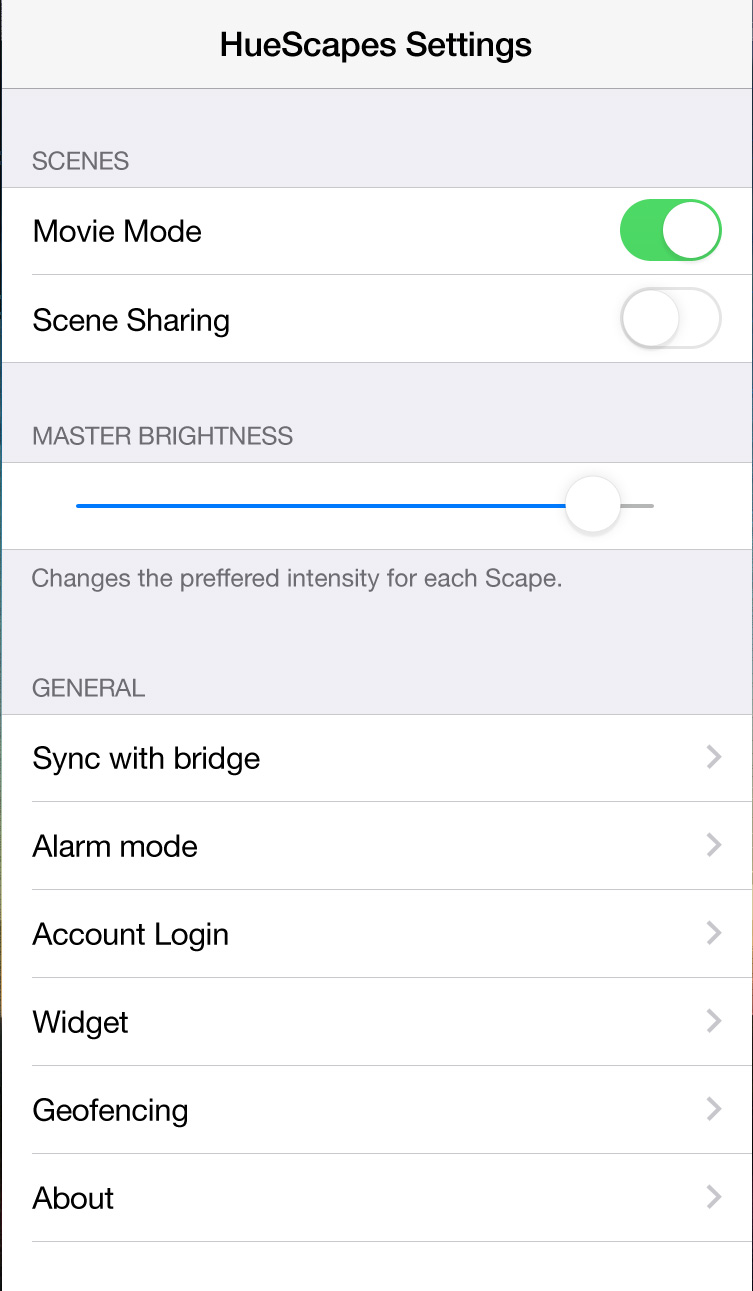 HueScapes Settings
SCENES
Movie Mode
Scene Sharing
MASTER BRIGHTNESS
Changes the preffered intensity for each Scape.
GENERAL
Sync with bridge
Alarm mode
Account Login
Widget
Geofencing
About